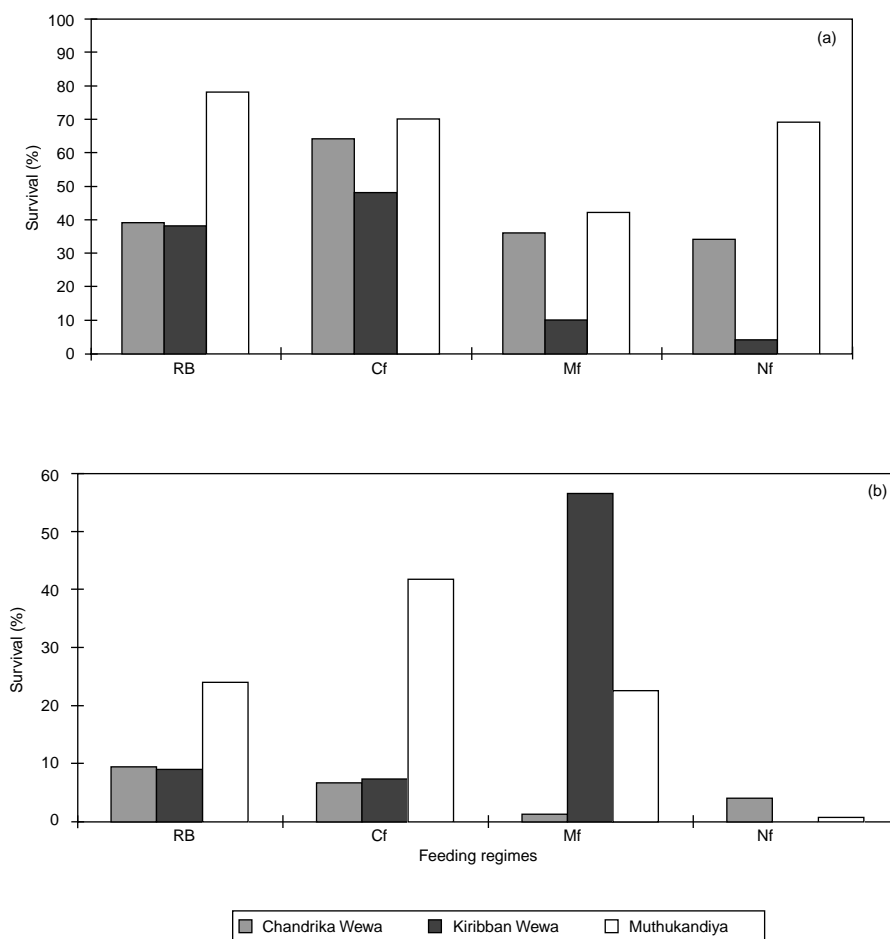 (a)
Survival (%)
100
90
80
70
60
50
40
30
20
10
0
RB Cf Mf Nf
(b)
Survival (%)
60
50
40
30
20
10
0
RB Cf Mf Nf
Feeding regimes
Chandrika Wewa Kiribban Wewa Muthukandiya